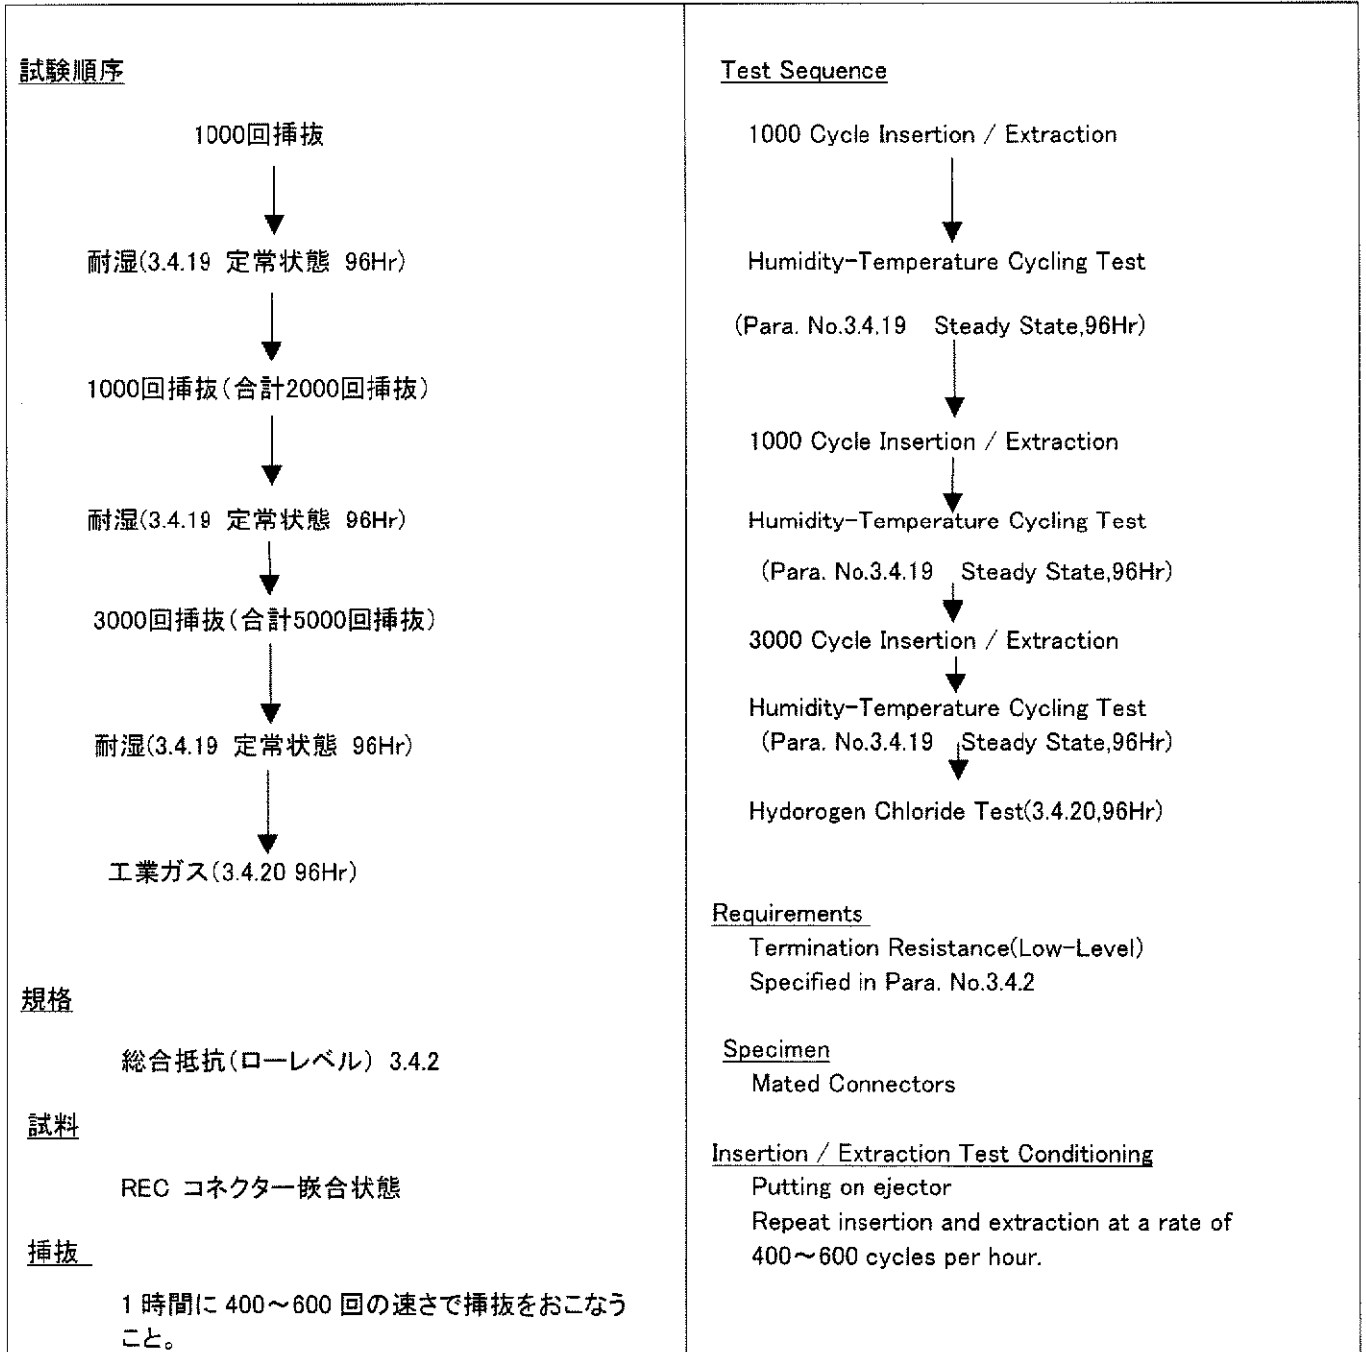 試験順序
1000回挿抜
耐湿(3.4.19 定常状態 96Hr)
1000回挿抜(合計2000回挿抜)
耐湿(3.4.19 定常状態 96Hr)
3000回挿抜(合計5000回挿抜)
耐湿(3.4.19 定常状態 96Hr)
工業ガス(3.4.20 96Hr)
規格
総合抵抗(ローレベル) 3.4.2
試料
REC コネクター嵌合状態
挿抜
1 時間に 400～600 回の速さで挿抜をおこなう
こと。
Test Sequence
1000 Cycle Insertion / Extraction
Humidity-Temperature Cycling Test
(Para. No.3.4.19 Steady State,96Hr)
1000 Cycle Insertion / Extraction
Humidity-Temperature Cycling Test
(Para. No.3.4.19 Steady State,96Hr)
3000 Cycle Insertion / Extraction
Humidity-Temperature Cycling Test
(Para. No.3.4.19 Steady State,96Hr)
Hydorogen Chloride Test(3.4.20,96Hr)
Requirements
Termination Resistance(Low-Level)
Specified in Para. No.3.4.2
Specimen
Mated Connectors
Insertion / Extraction Test Conditioning
Putting on ejector
Repeat insertion and extraction at a rate of
400～600 cycles per hour.